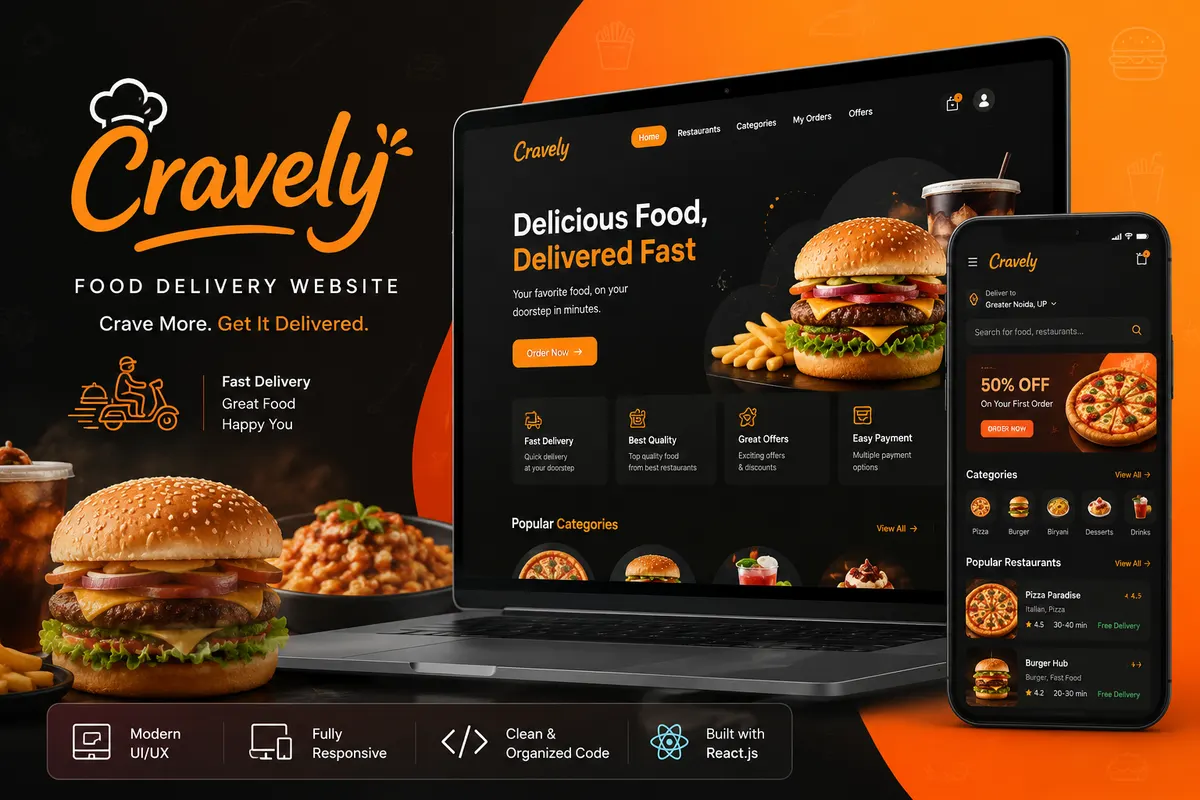 Cravely
FOOD DELIVERY WEBSITE
Crave More. Get It Delivered.
Fast Delivery
Great Food
Happy You
Cravely
Home
Restaurants
Categories
My Orders
Offers
Delicious Food,
Delivered Fast
Your favorite food, on your
doorstep in minutes.
Order Now →
Fast Delivery
Quick delivery
at your doorstep
Best Quality
Top quality food
from best restaurants
Great Offers
Exciting offers
& discounts
Easy Payment
Multiple payment
options
Popular Categories
View All →
Cravely
Deliver to
Greater Noida, UP
Search for food, restaurants...
50% OFF
On Your First Order
ORDER NOW
Categories
View All →
Pizza
Burger
Biryani
Desserts
Drinks
Popular Restaurants
View All →
Pizza Paradise
Italian, Pizza
★ 4.5 30-40 min Free Delivery
Burger Hub
Burger, Fast Food
★ 4.2 20-30 min Free Delivery
Modern
UI/UX
Fully
Responsive
Clean &
Organized Code
Built with
React.js